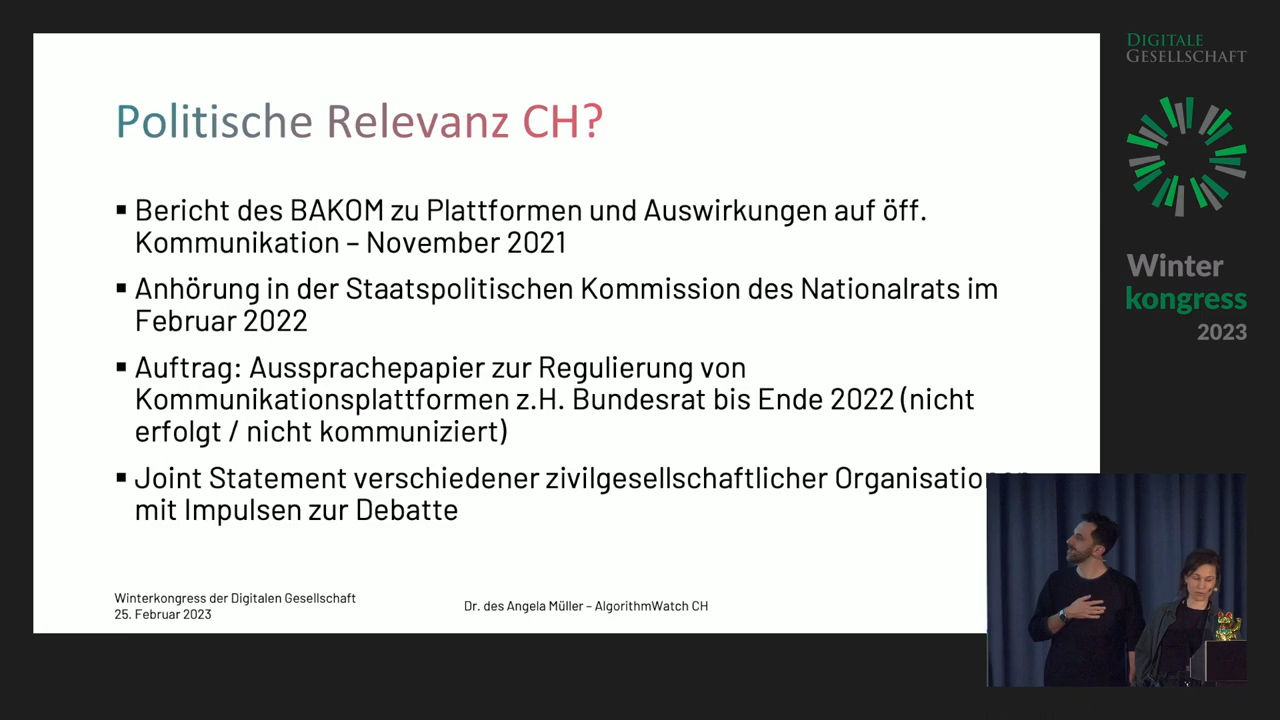 Politische Relevanz CH?
▪ Bericht des BAKOM zu Plattformen und Auswirkungen auf öff.
Kommunikation – November 2021
▪ Anhörung in der Staatspolitischen Kommission des Nationalrats im
Februar 2022
▪ Auftrag: Aussprachepapier zur Regulierung von
Kommunikationsplattformen z.H. Bundesrat bis Ende 2022 (nicht
erfolgt / nicht kommuniziert)
▪ Joint Statement verschiedener zivilgesellschaftlicher Organisationen
mit Impulsen zur Debatte
Winterkongress der Digitalen Gesellschaft
25. Februar 2023
Dr. des Angela Müller – AlgorithmWatch CH
DIGITALE
GESELLSCHAFT
Winter
kongress
2023